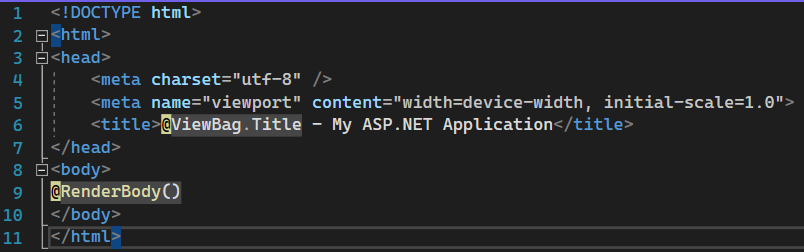 1 <!DOCTYPE html>
2 <html>
3 <head>
4 <meta charset="utf-8" />
5 <meta name="viewport" content="width=device-width, initial-scale=1.0">
6 <title>@ViewBag.Title - My ASP.NET Application</title>
7 </head>
8 <body>
9 @RenderBody()
10 </body>
11 </html>